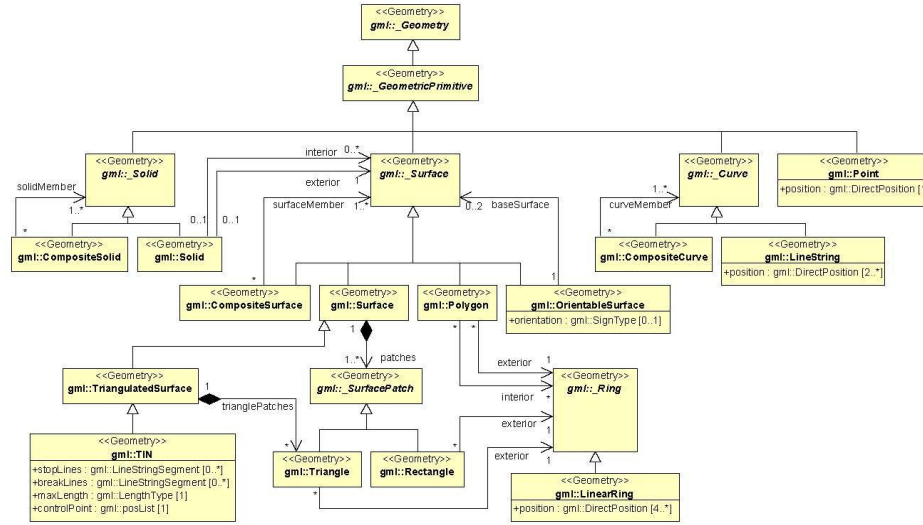 <<Geometry>>
gml::_Geometry
<<Geometry>>
gml::_GeometricPrimitive
<<Geometry>>
gml::_Solid
interior
0..*
<<Geometry>>
gml::_Surface
<<Geometry>>
gml::_Curve
<<Geometry>>
gml::Point
+position : gml::DirectPosition [1
exterior
1
solidMember
1..*
surfaceMember
1..*
0..2
baseSurface
1..*
curveMember
0..1
0..1
*
<<Geometry>>
gml::CompositeSolid
<<Geometry>>
gml::Solid
*
<<Geometry>>
gml::CompositeCurve
<<Geometry>>
gml::LineString
+position : gml::DirectPosition [2..*]
*
1
<<Geometry>>
gml::CompositeSurface
<<Geometry>>
gml::Surface
<<Geometry>>
gml::Polygon
<<Geometry>>
gml::OrientableSurface
+orientation : gml::SignType [0..1]
1
*
*
patches
1..*
exterior
1
<<Geometry>>
gml::TriangulatedSurface
1
trianglePatches
*
<<Geometry>>
gml::_SurfacePatch
<<Geometry>>
gml::_Ring
interior
*
exterior
1
exterior
1
<<Geometry>>
gml::TIN
+stopLines : gml::LineStringSegment [0..*]
+breakLines : gml::LineStringSegment [0..*]
+maxLength : gml::LengthType [1]
+controlPoint : gml::posList [1]
<<Geometry>>
gml::Triangle
*
<<Geometry>>
gml::Rectangle
*
<<Geometry>>
gml::LinearRing
+position : gml::DirectPosition [4..*]